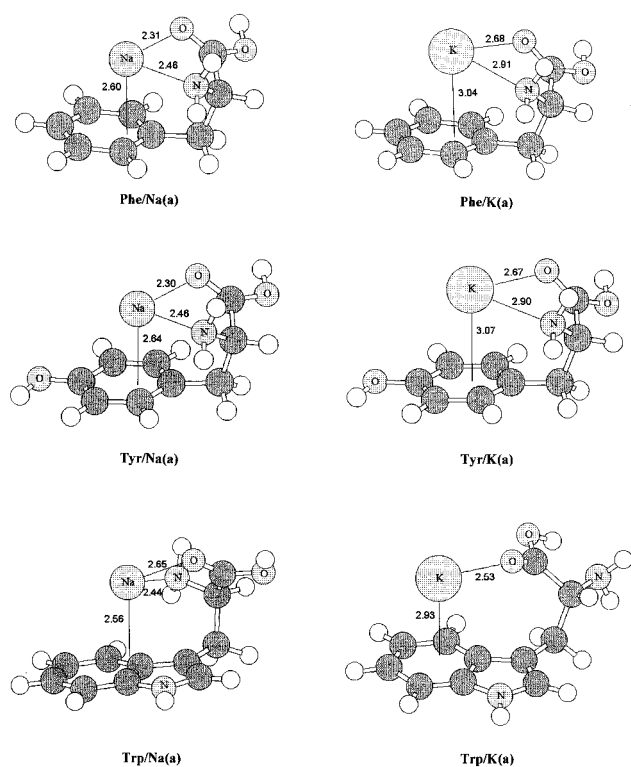 2.31 O
Na
2.46 O
N
2.60
Phe/Na(a)
2.68 O
K
2.91 O
N
3.04
Phe/K(a)
2.30 O
Na O
2.46 N
2.64
O
Tyr/Na(a)
2.67 O
K
2.90 O
N
3.07
O
Tyr/K(a)
2.65 O
Na N O
2.44
2.56
N
Trp/Na(a)
O
K 2.53 O
N
2.93
N
Trp/K(a)